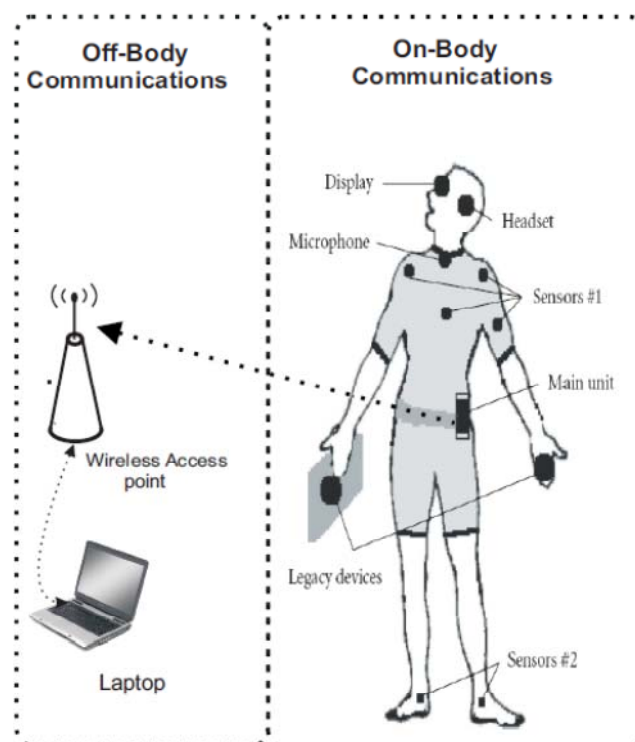 Off-Body
Communications
On-Body
Communications
Display
Headset
Microphone
Sensors #1
Main unit
Wireless Access
point
Legacy devices
Laptop
Sensors #2